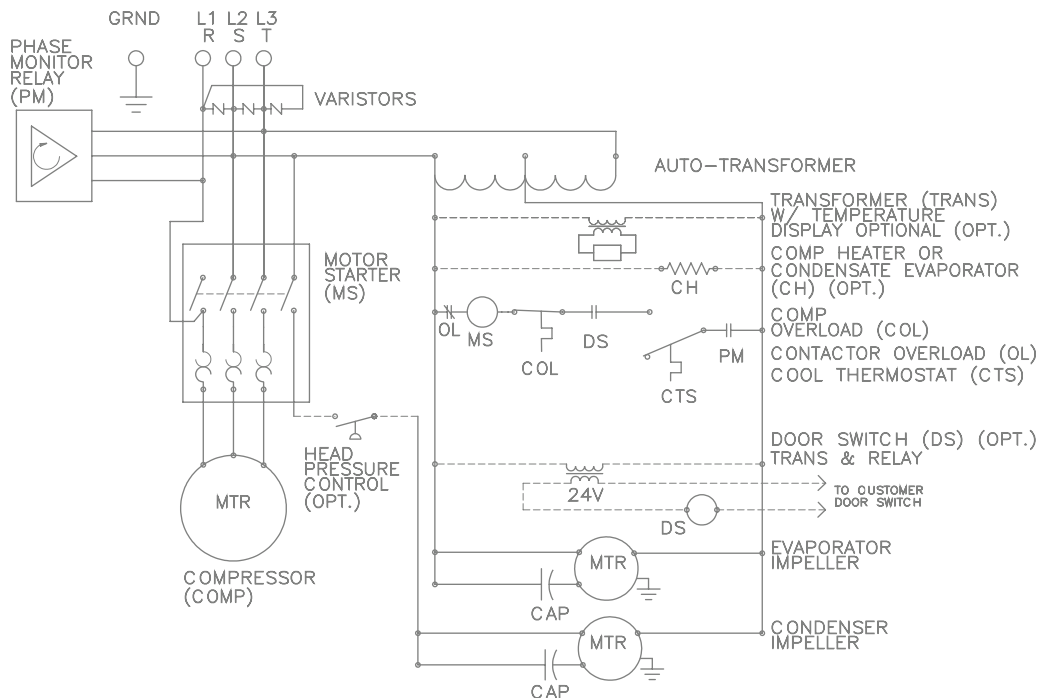 GRND L1 L2 L3
R S T
PHASE
MONITOR
RELAY
(PM)
VARISTORS
AUTO-TRANSFORMER
TRANSFORMER (TRANS)
W/ TEMPERATURE
DISPLAY OPTIONAL (OPT.)
MOTOR
STARTER
(MS)
COMP HEATER OR
CONDENSATE EVAPORATOR
(CH) (OPT.)
CH
COMP
OVERLOAD (COL)
OL MS COL DS
PM
CONTACTOR OVERLOAD (OL)
COOL THERMOSTAT (CTS)
CTS
DOOR SWITCH (DS) (OPT.)
TRANS & RELAY
HEAD
PRESSURE
CONTROL
(OPT.)
24V
TO CUSTOMER
DOOR SWITCH
DS
MTR
COMPRESSOR
(COMP)
MTR
EVAPORATOR
IMPELLER
CAP
MTR
CONDENSER
IMPELLER
CAP